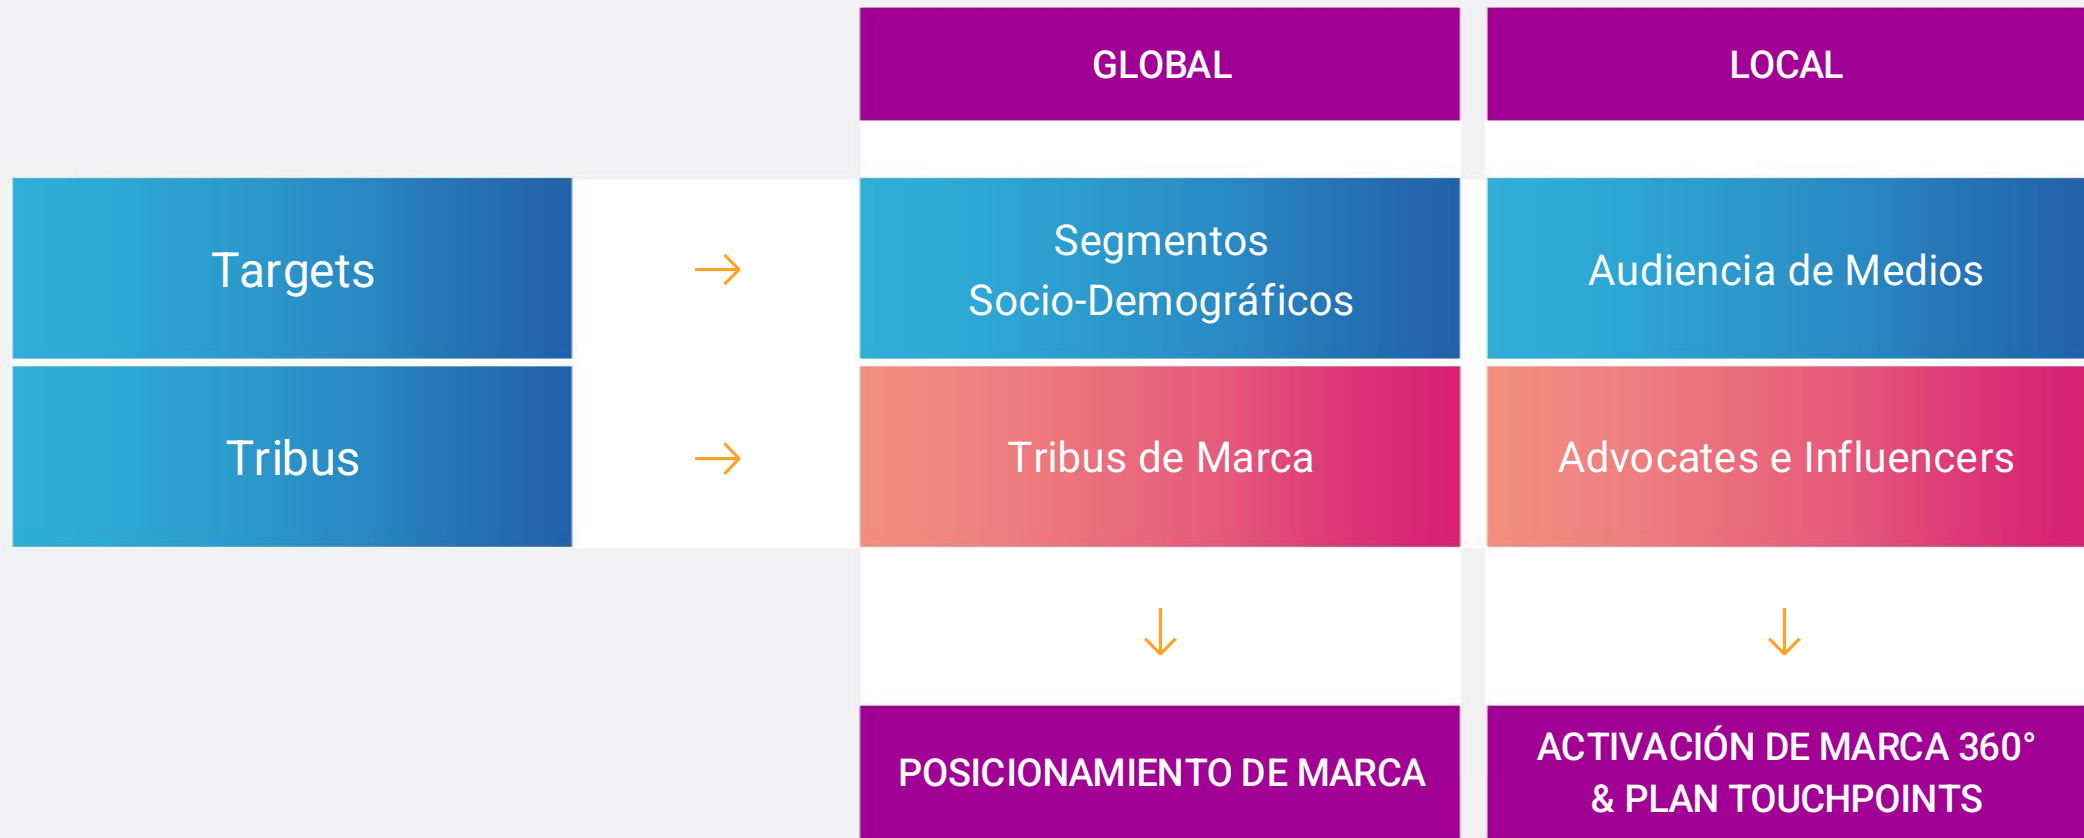 GLOBAL
LOCAL
Targets
→
Segmentos
Socio-Demográficos
Audiencia de Medios
Tribus
→
Tribus de Marca
Advocates e Influencers
↓
↓
POSICIONAMIENTO DE MARCA
ACTIVACIÓN DE MARCA 360°
& PLAN TOUCHPOINTS